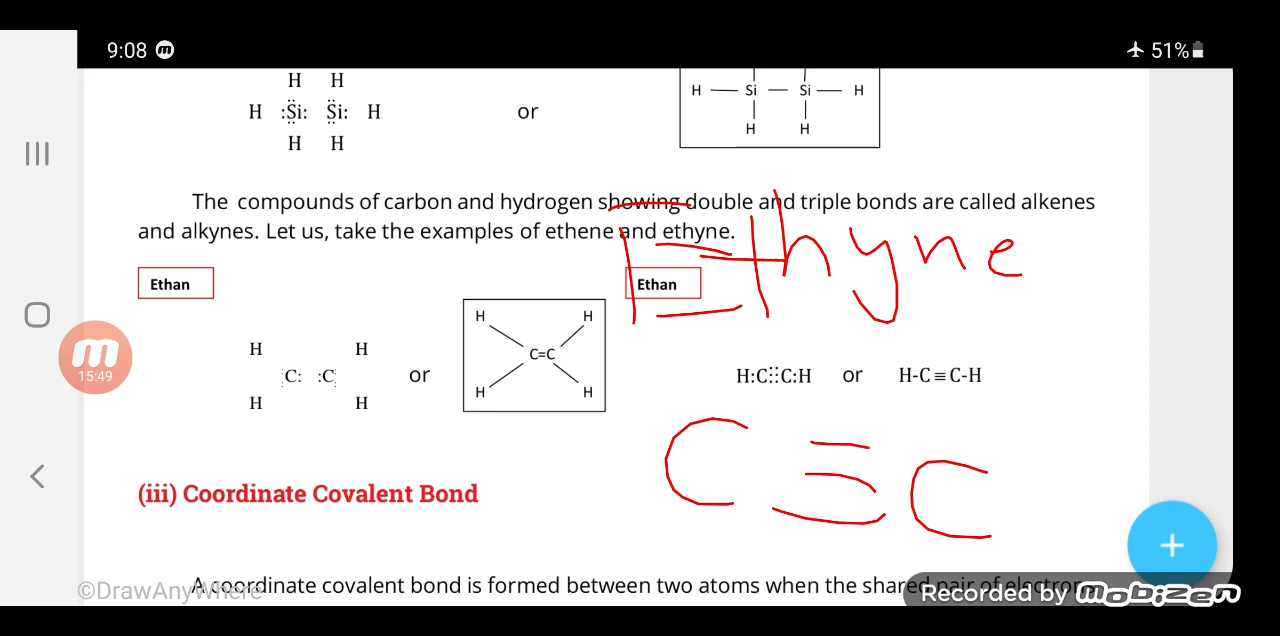 9:08 m 51%
H H
H :S̈i: S̈i: H or H — Si — Si — H
H H H H
The compounds of carbon and hydrogen showing double and triple bonds are called alkenes
and alkynes. Let us, take the examples of ethene and ethyne.
Ethyne
Ethan Ethan
H H H H
C: :C or C=C H:C⋮⋮C:H or H-C≡C-H
H H H H
m
15:49
C≡C
(iii) Coordinate Covalent Bond
+
A coordinate covalent bond is formed between two atoms when the shared pair of electrons
©DrawAnyWhere
Recorded by mobizen